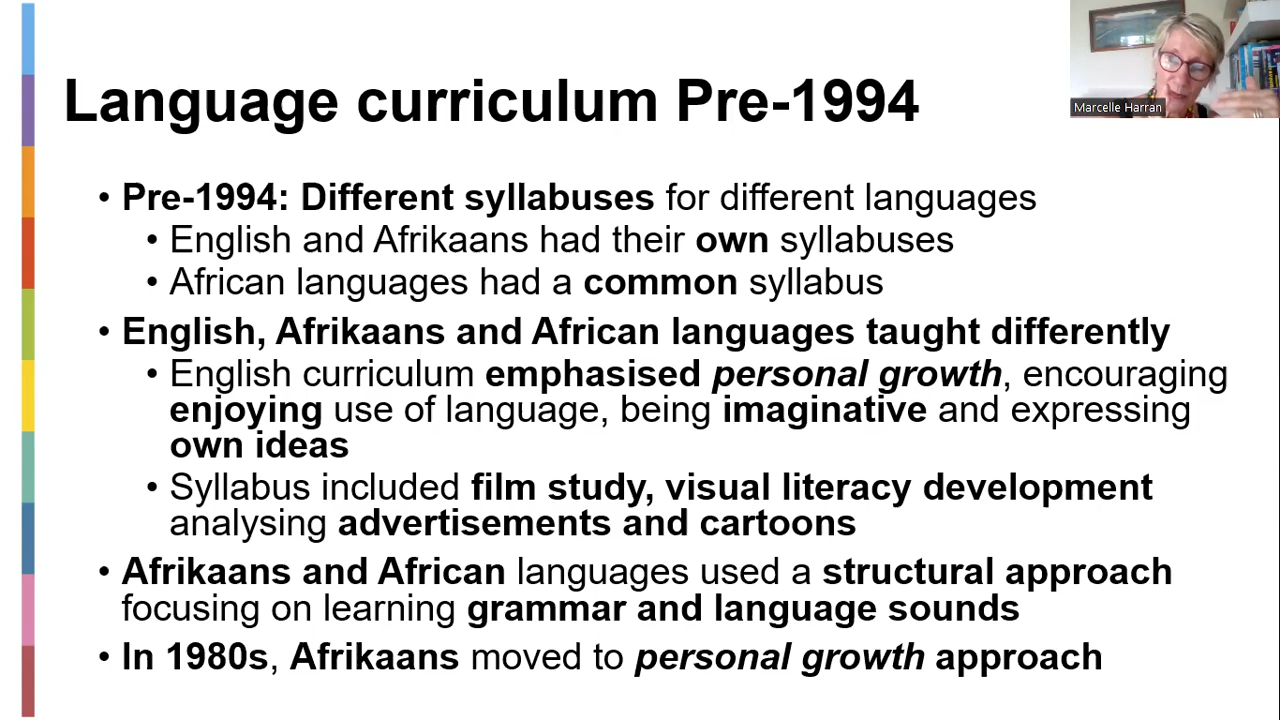 Language curriculum Pre-1994
Marcelle Harran
• Pre-1994: Different syllabuses for different languages
• English and Afrikaans had their own syllabuses
• African languages had a common syllabus
• English, Afrikaans and African languages taught differently
• English curriculum emphasised personal growth, encouraging
enjoying use of language, being imaginative and expressing
own ideas
• Syllabus included film study, visual literacy development
analysing advertisements and cartoons
• Afrikaans and African languages used a structural approach
focusing on learning grammar and language sounds
• In 1980s, Afrikaans moved to personal growth approach